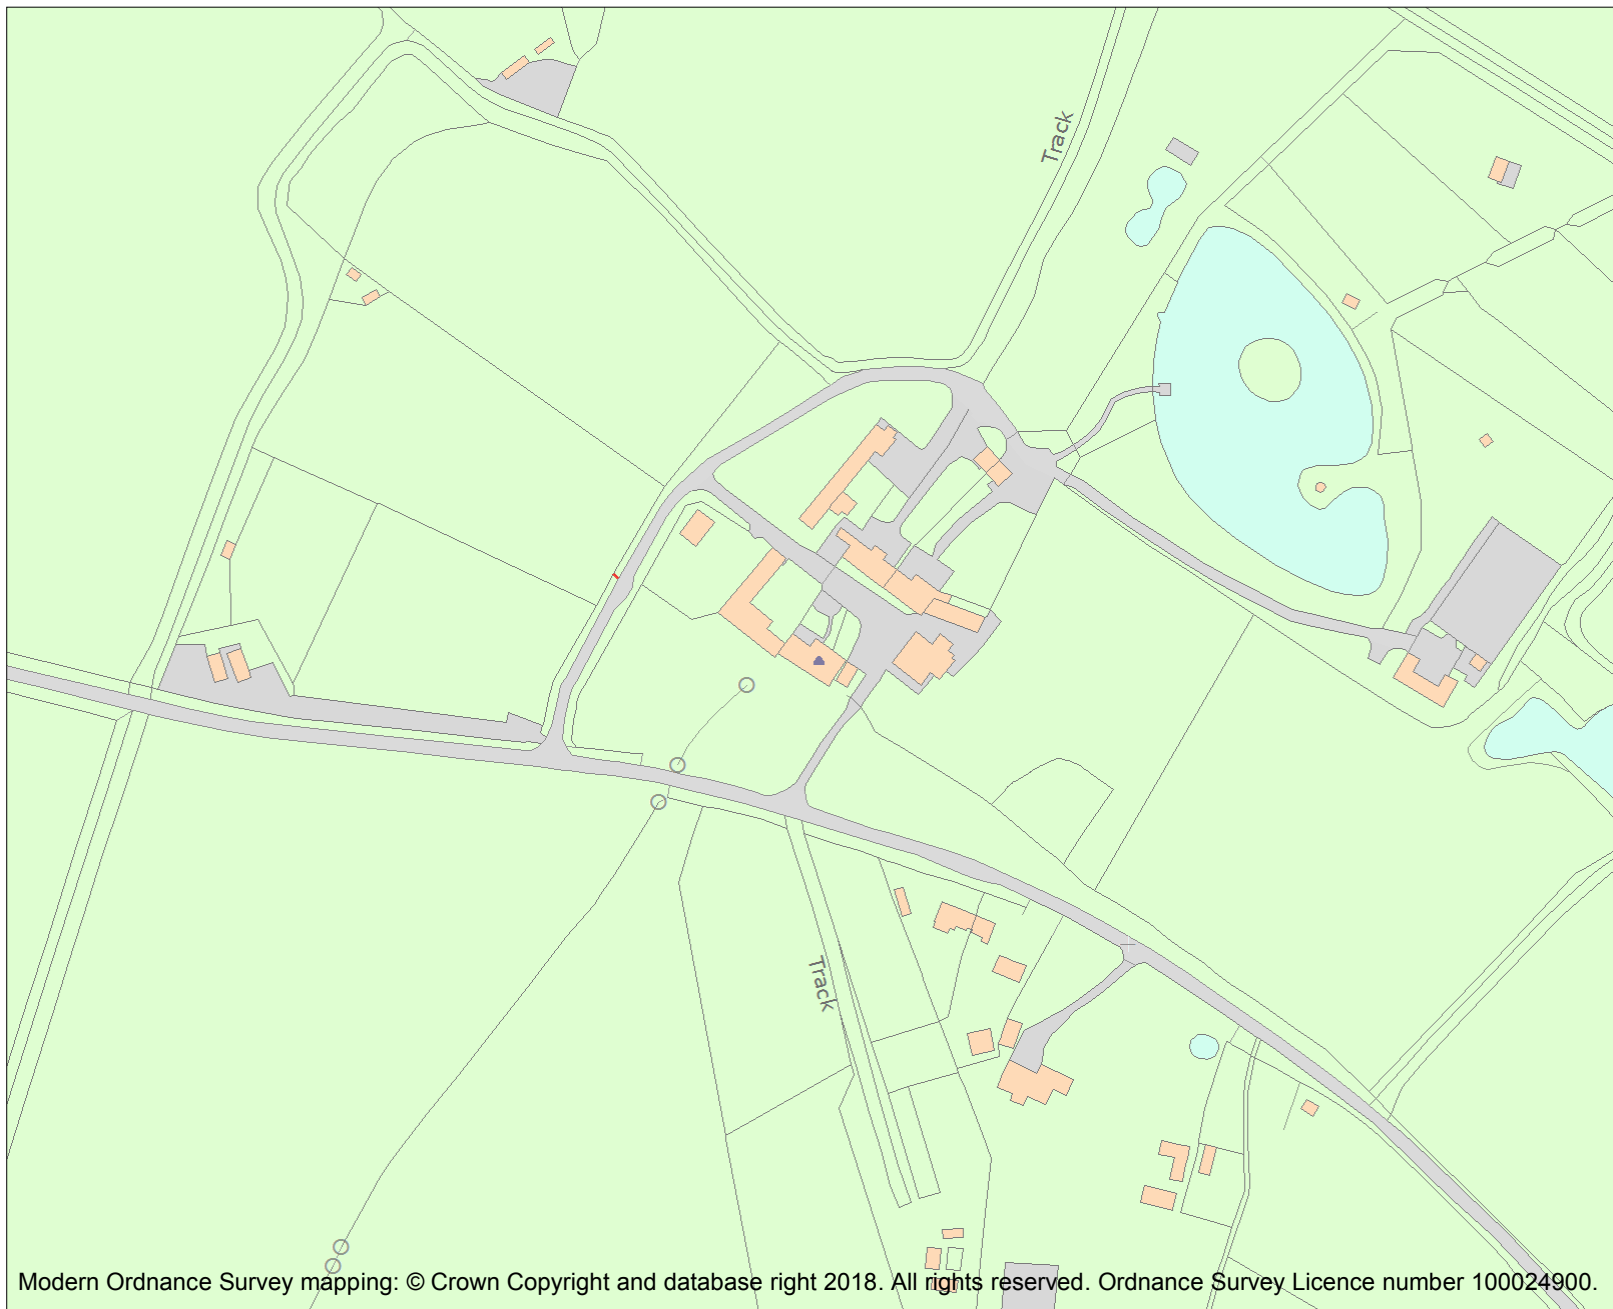 Track
Track
Modern Ordnance Survey mapping: © Crown Copyright and database right 2018. All rights reserved. Ordnance Survey Licence number 100024900.